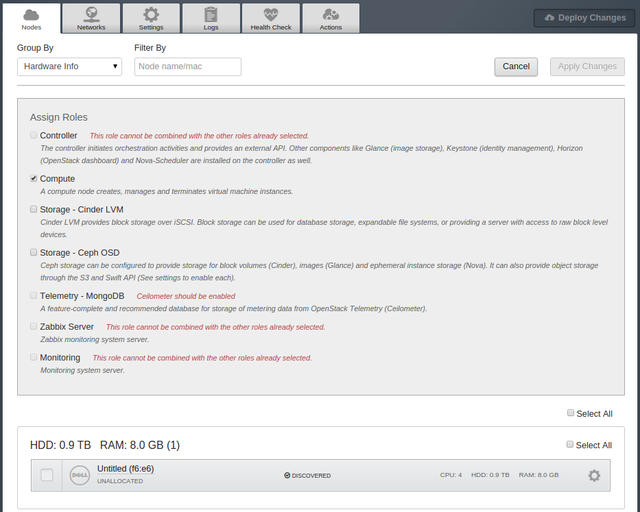 Nodes
Networks
Settings
Logs
Health Check
Actions
Deploy Changes
Group By
Filter By
Hardware Info
Node name/mac
Cancel
Apply Changes
Assign Roles
Controller This role cannot be combined with the other roles already selected.
The controller initiates orchestration activities and provides an external API. Other components like Glance (image storage), Keystone (identity management), Horizon
(OpenStack dashboard) and Nova-Scheduler are installed on the controller as well.
Compute
A compute node creates, manages and terminates virtual machine instances.
Storage - Cinder LVM
Cinder LVM provides block storage over iSCSI. Block storage can be used for database storage, expandable file systems, or providing a server with access to raw block level
devices.
Storage - Ceph OSD
Ceph storage can be configured to provide storage for block volumes (Cinder), images (Glance) and ephemeral instance storage (Nova). It can also provide object storage
through the S3 and Swift API (See settings to enable each).
Telemetry - MongoDB Ceilometer should be enabled
A feature-complete and recommended database for storage of metering data from OpenStack Telemetry (Ceilometer).
Zabbix Server This role cannot be combined with the other roles already selected.
Zabbix monitoring system server.
Monitoring This role cannot be combined with the other roles already selected.
Monitoring system server.
Select All
HDD: 0.9 TB RAM: 8.0 GB (1)
Select All
DELL
Untitled (f6:e6)
UNALLOCATED
DISCOVERED
CPU: 4 HDD: 0.9 TB RAM: 8.0 GB